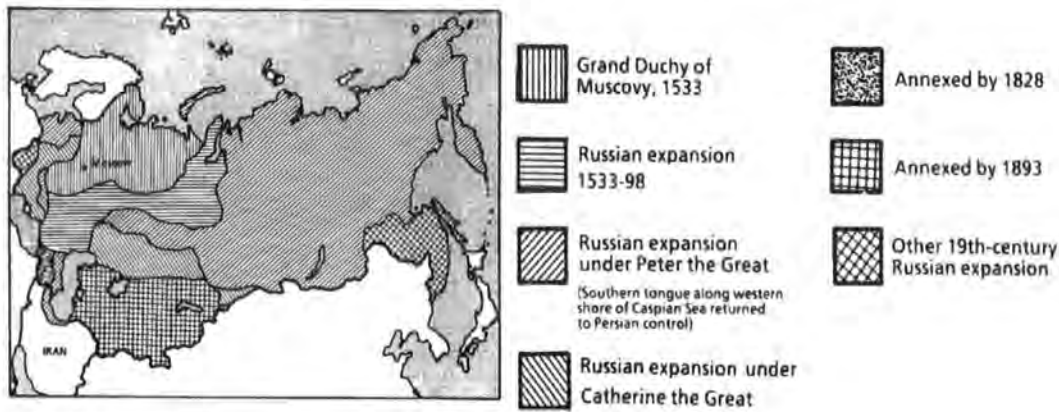 Moscow
IRAN
Grand Duchy of
Muscovy, 1533
Russian expansion
1533-98
Russian expansion
under Peter the Great
(Southern tongue along western
shore of Caspian Sea returned
to Persian control)
Russian expansion under
Catherine the Great
Annexed by 1828
Annexed by 1893
Other 19th-century
Russian expansion